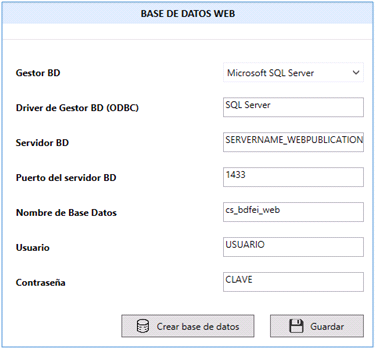 BASE DE DATOS WEB
Gestor BD Microsoft SQL Server
Driver de Gestor BD (ODBC) SQL Server
Servidor BD SERVERNAME_WEBPUBLICATION
Puerto del servidor BD 1433
Nombre de Base Datos cs_bdfei_web
Usuario USUARIO
Contraseña CLAVE
Crear base de datos Guardar